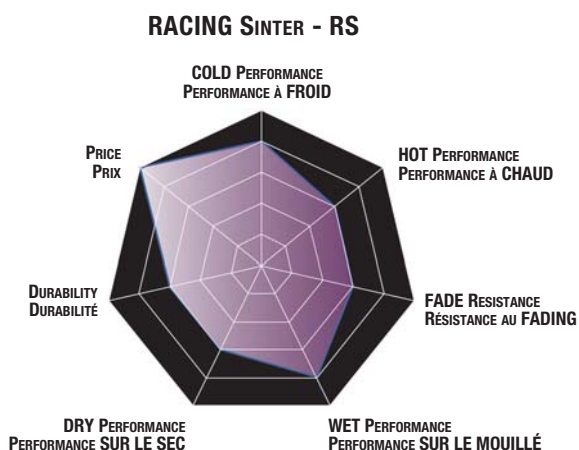 RACING SINTER - RS
COLD PERFORMANCE
PERFORMANCE À FROID
PRICE
PRIX
HOT PERFORMANCE
PERFORMANCE À CHAUD
DURABILITY
DURABILITÉ
FADE RESISTANCE
RÉSISTANCE AU FADING
DRY PERFORMANCE
PERFORMANCE SUR LE SEC
WET PERFORMANCE
PERFORMANCE SUR LE MOUILLÉ